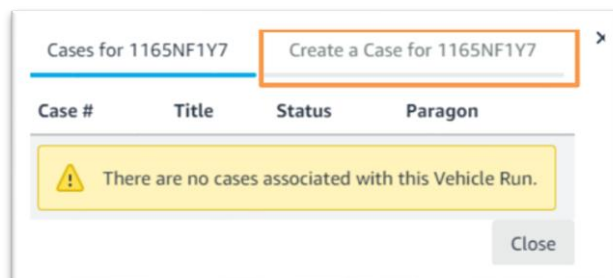 Cases for 1165NF1Y7 Create a Case for 1165NF1Y7 ×
Case # Title Status Paragon
There are no cases associated with this Vehicle Run.
Close